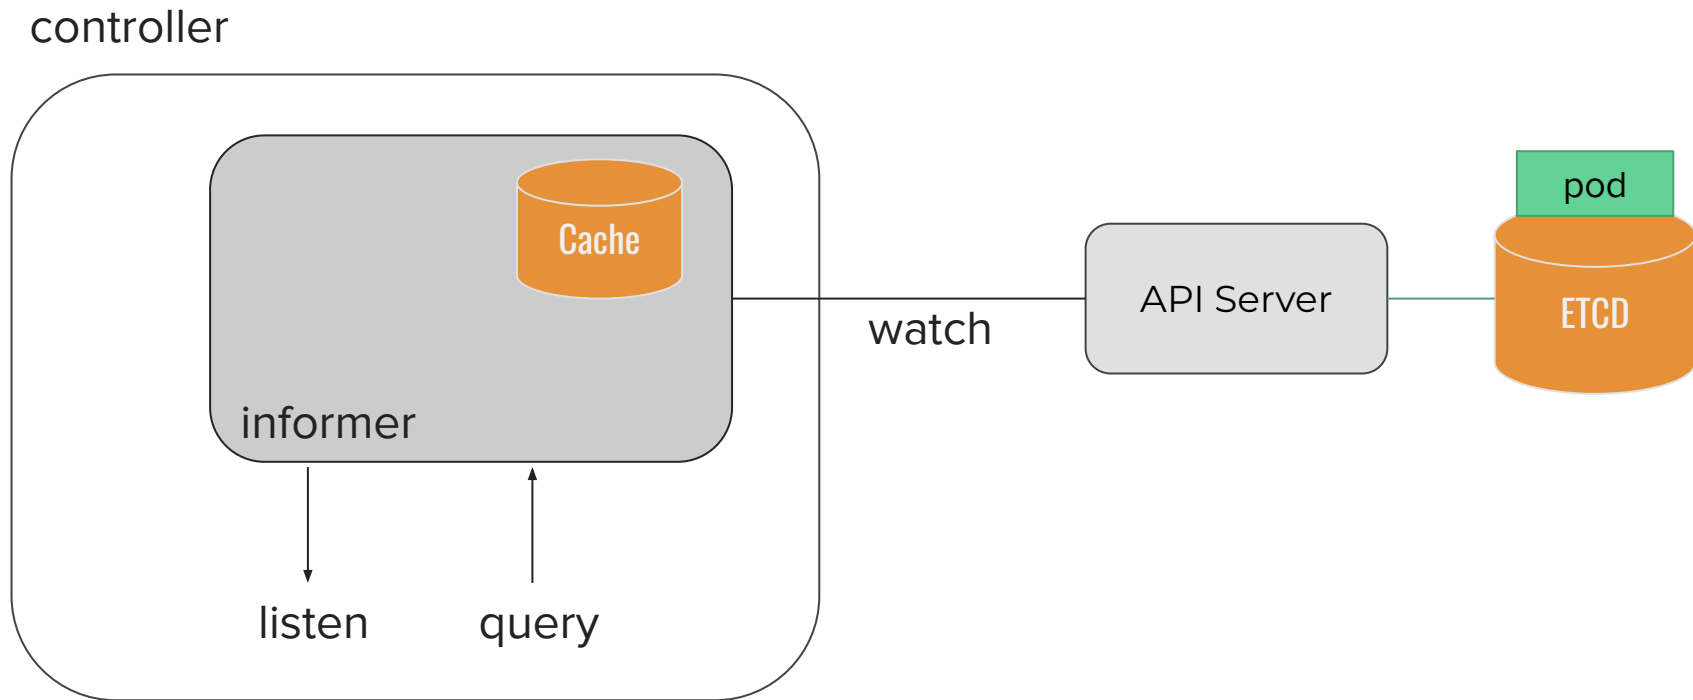 controller
Cache
informer
listen
query
watch
API Server
pod
ETCD